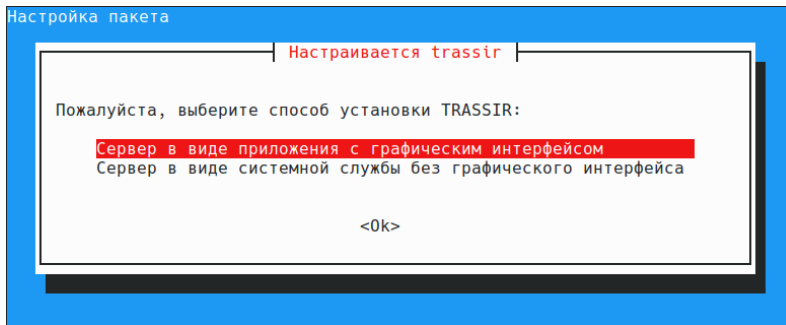 Настройка пакета
Настраивается trassir
Пожалуйста, выберите способ установки TRASSIR:
Сервер в виде приложения с графическим интерфейсом
Сервер в виде системной службы без графического интерфейса
<Ok>